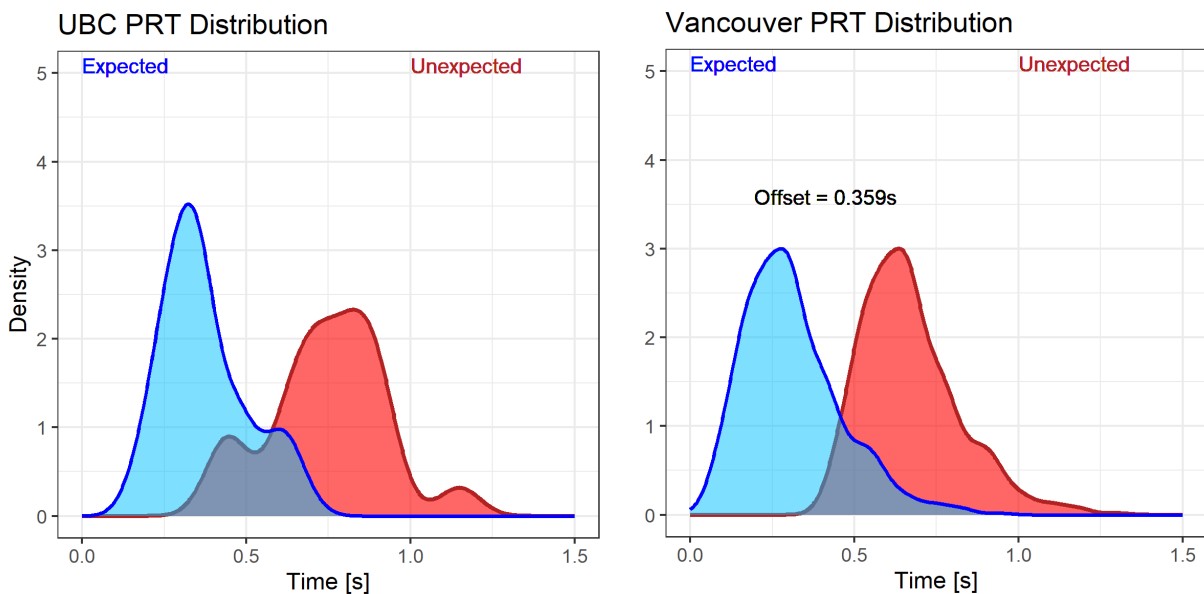 UBC PRT Distribution
Expected
Unexpected
5
4
3
2
1
0
Density
0.0 0.5 1.0 1.5
Time [s]
Vancouver PRT Distribution
Expected
Unexpected
Offset = 0.359s
5
4
3
2
1
0
0.0 0.5 1.0 1.5
Time [s]